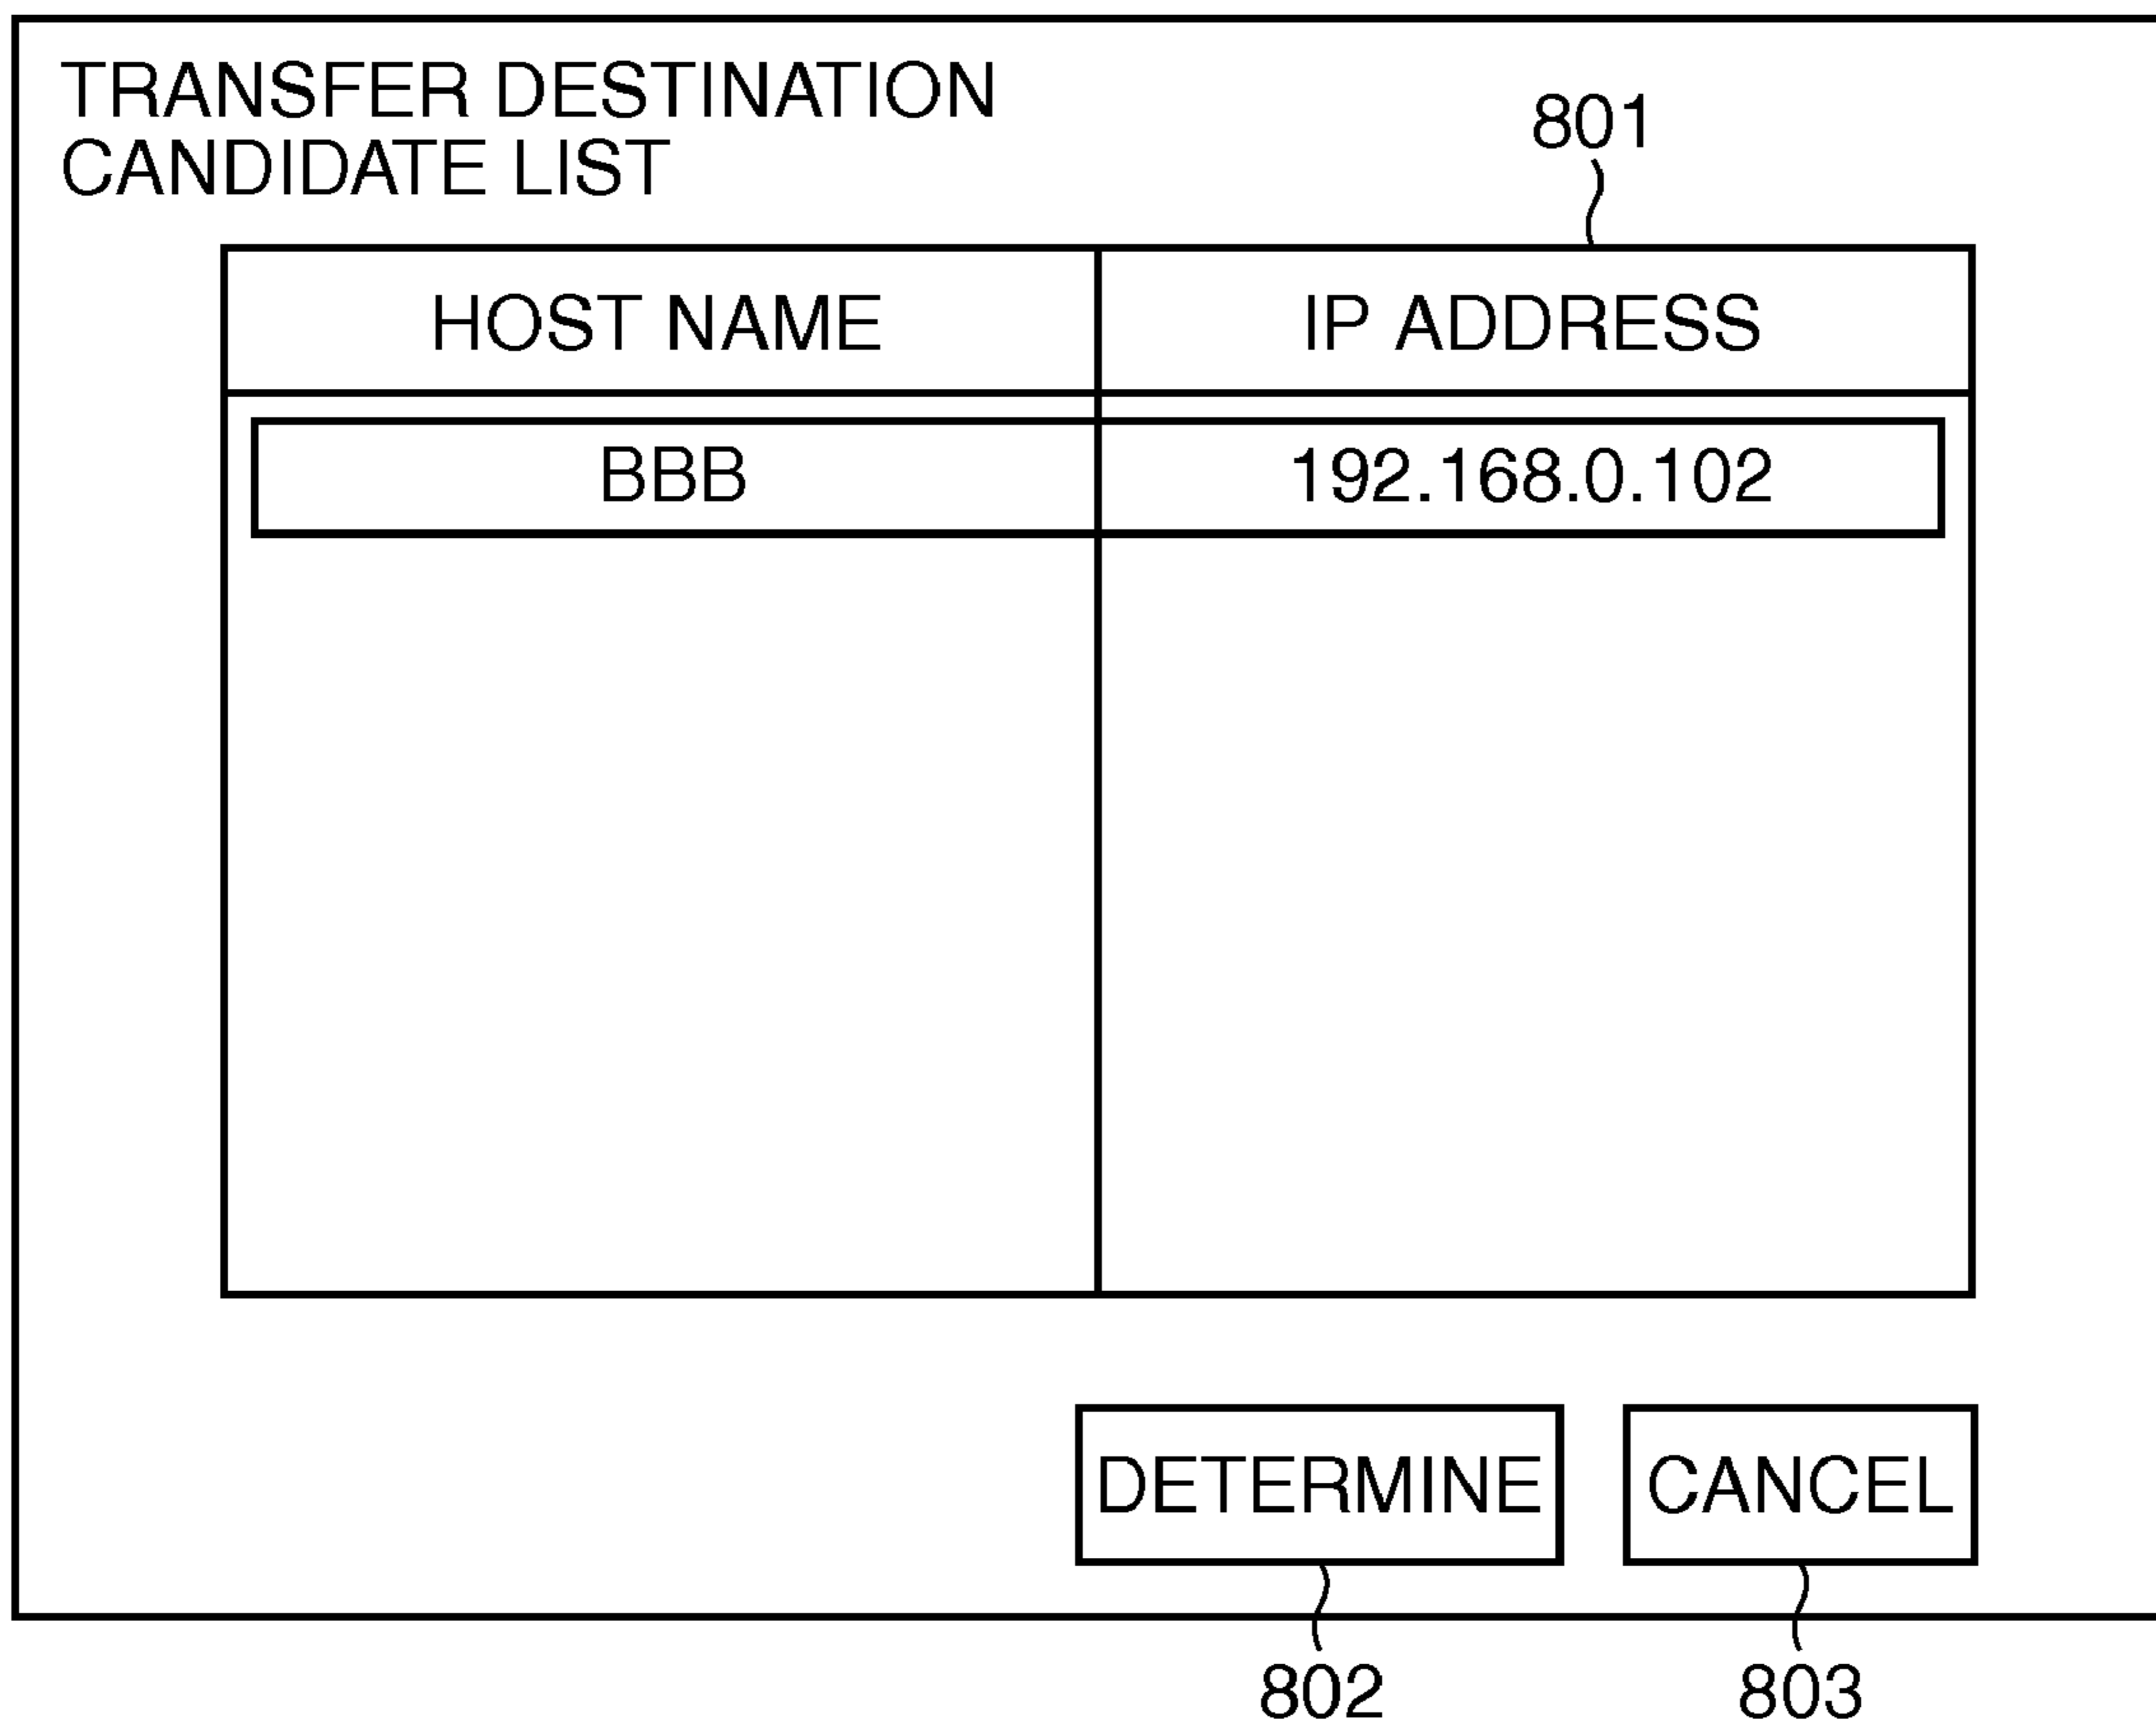 TRANSFER DESTINATION
CANDIDATE LIST
801
HOST NAME IP ADDRESS
BBB 192.168.0.102
DETERMINE CANCEL
802 803